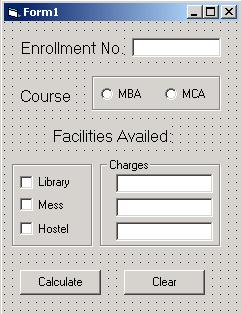 Form1
Enrollment No:
Course
MBA MCA
Facilities Availed:
Charges
Library
Mess
Hostel
Calculate Clear